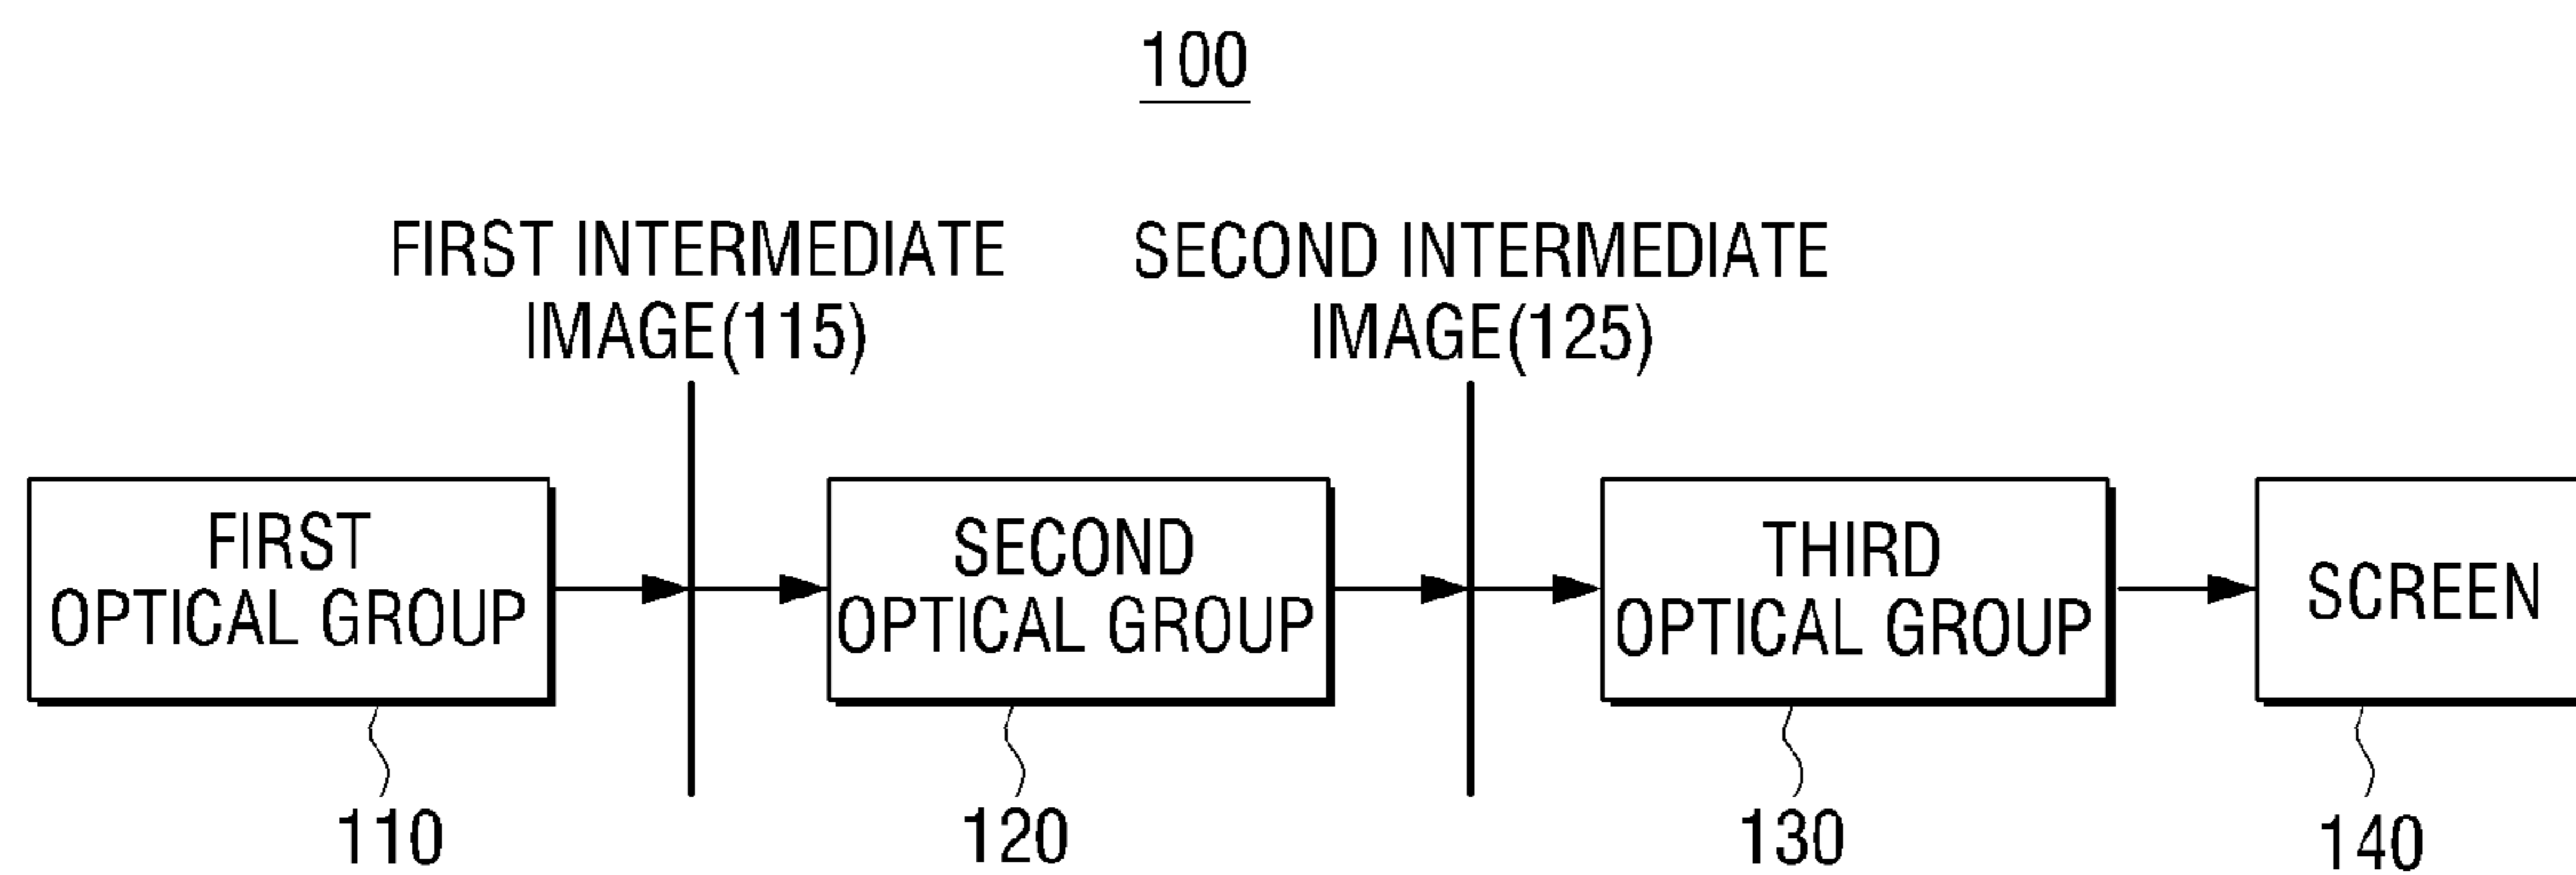 100
FIRST INTERMEDIATE
IMAGE(115)
SECOND INTERMEDIATE
IMAGE(125)
FIRST
OPTICAL GROUP
SECOND
OPTICAL GROUP
THIRD
OPTICAL GROUP
SCREEN
110
120
130
140